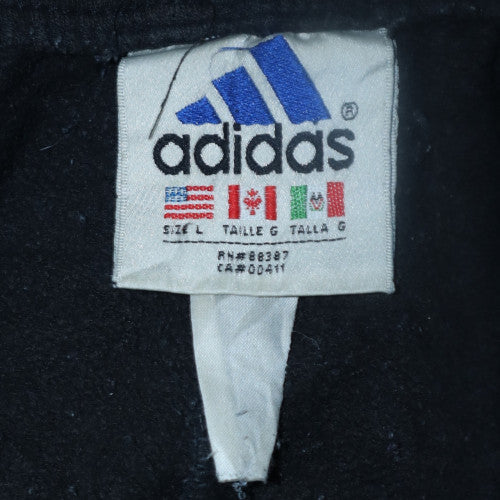 adidas®
SIZE L TAILLE G TALLA G
RN#88387
CA#00411